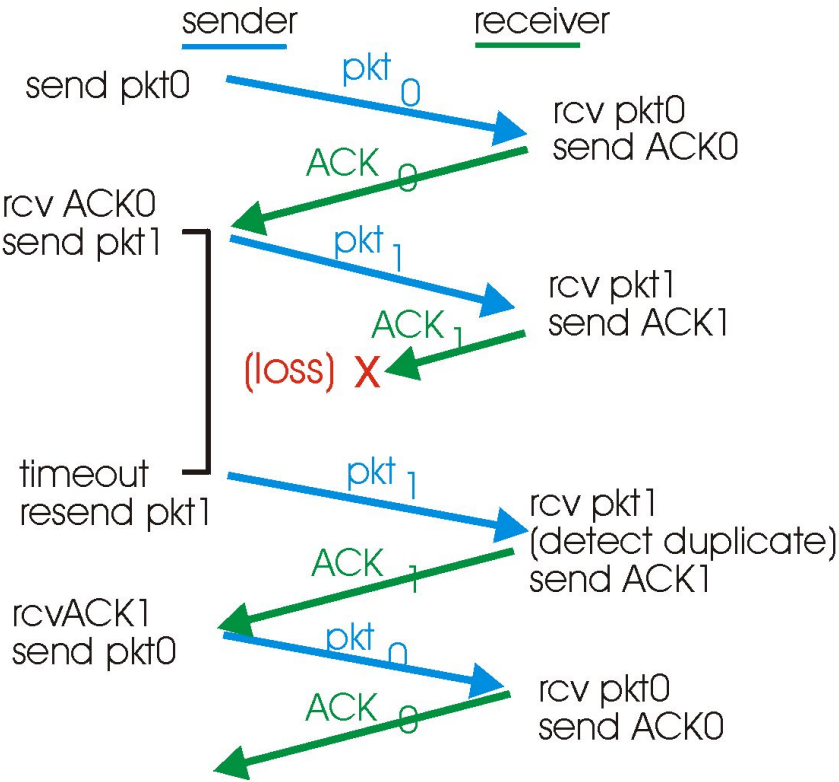 sender
receiver
send pkt0
pkt 0
rcv pkt0
send ACK0
ACK 0
rcv ACK0
send pkt1
pkt 1
rcv pkt1
send ACK1
ACK 1
(loss) X
timeout
resend pkt1
pkt 1
rcv pkt1
(detect duplicate)
send ACK1
ACK 1
rcvACK1
send pkt0
pkt 0
rcv pkt0
send ACK0
ACK 0